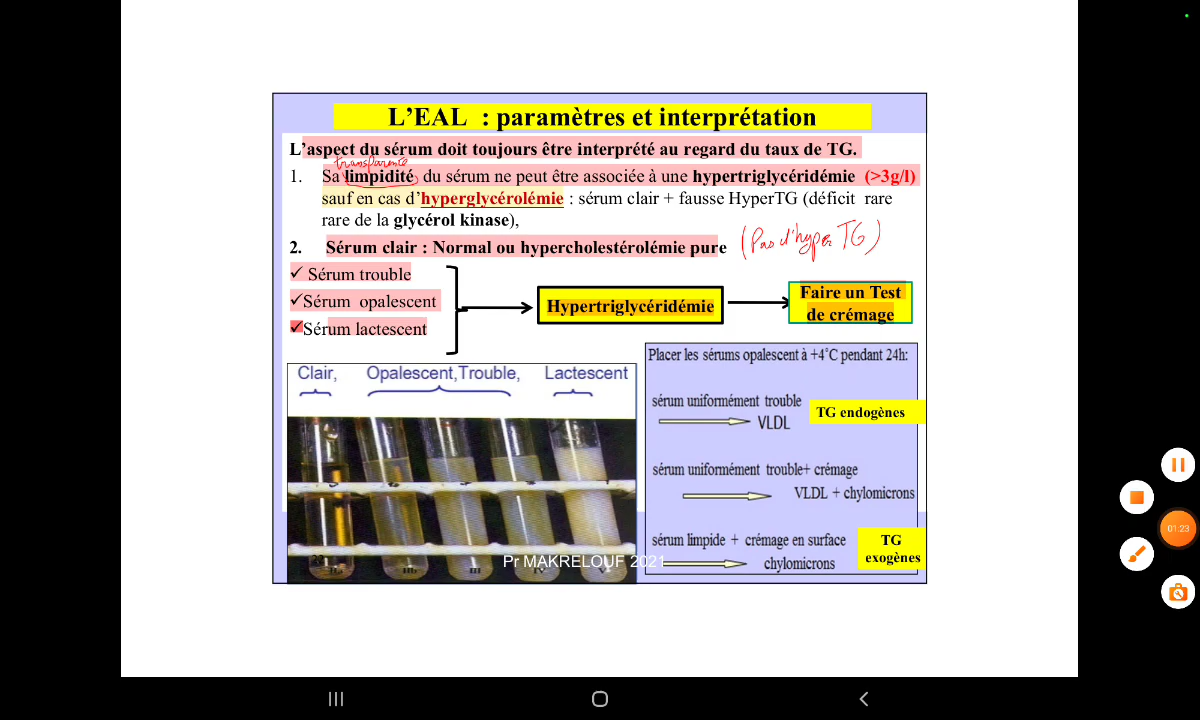 L'EAL : paramètres et interprétation
L'aspect du sérum doit toujours être interprété au regard du taux de TG.
transparence
1. Sa limpidité du sérum ne peut être associée à une hypertriglycéridémie (>3g/l)
sauf en cas d'hyperglycérolémie : sérum clair + fausse HyperTG (déficit rare
rare de la glycérol kinase),
2. Sérum clair : Normal ou hypercholestérolémie pure (Pas d'hyper TG)
✓ Sérum trouble
✓Sérum opalescent
✓Sérum lactescent
Hypertriglycéridémie
Faire un Test
de crémage
Clair, Opalescent,Trouble, Lactescent
Placer les sérums opalescent à +4°C pendant 24h:
sérum uniformément trouble
VLDL
TG endogènes
sérum uniformément trouble+ crémage
VLDL + chylomicrons
sérum limpide + crémage en surface
chylomicrons
TG
exogènes
Pr MAKRELOUF 2021
01:23